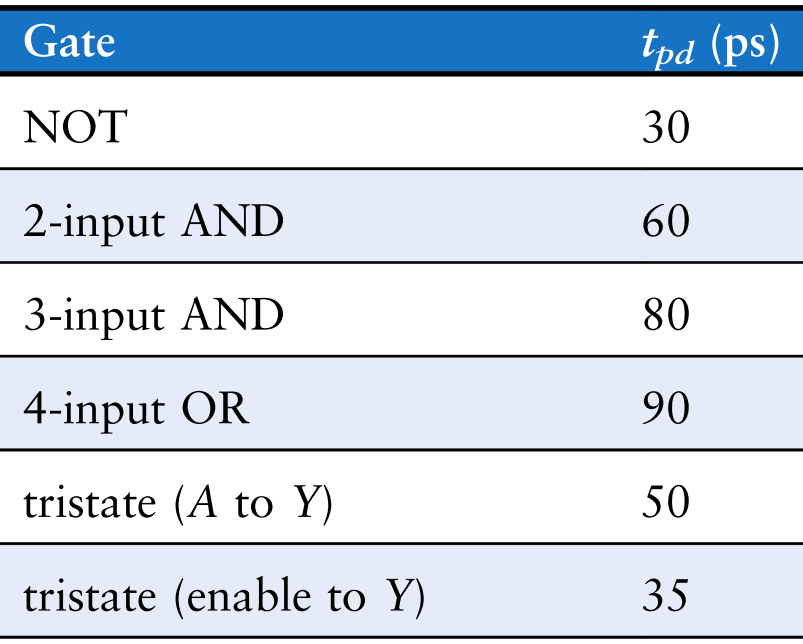 Gate tpd (ps)
NOT 30
2-input AND 60
3-input AND 80
4-input OR 90
tristate (A to Y) 50
tristate (enable to Y) 35